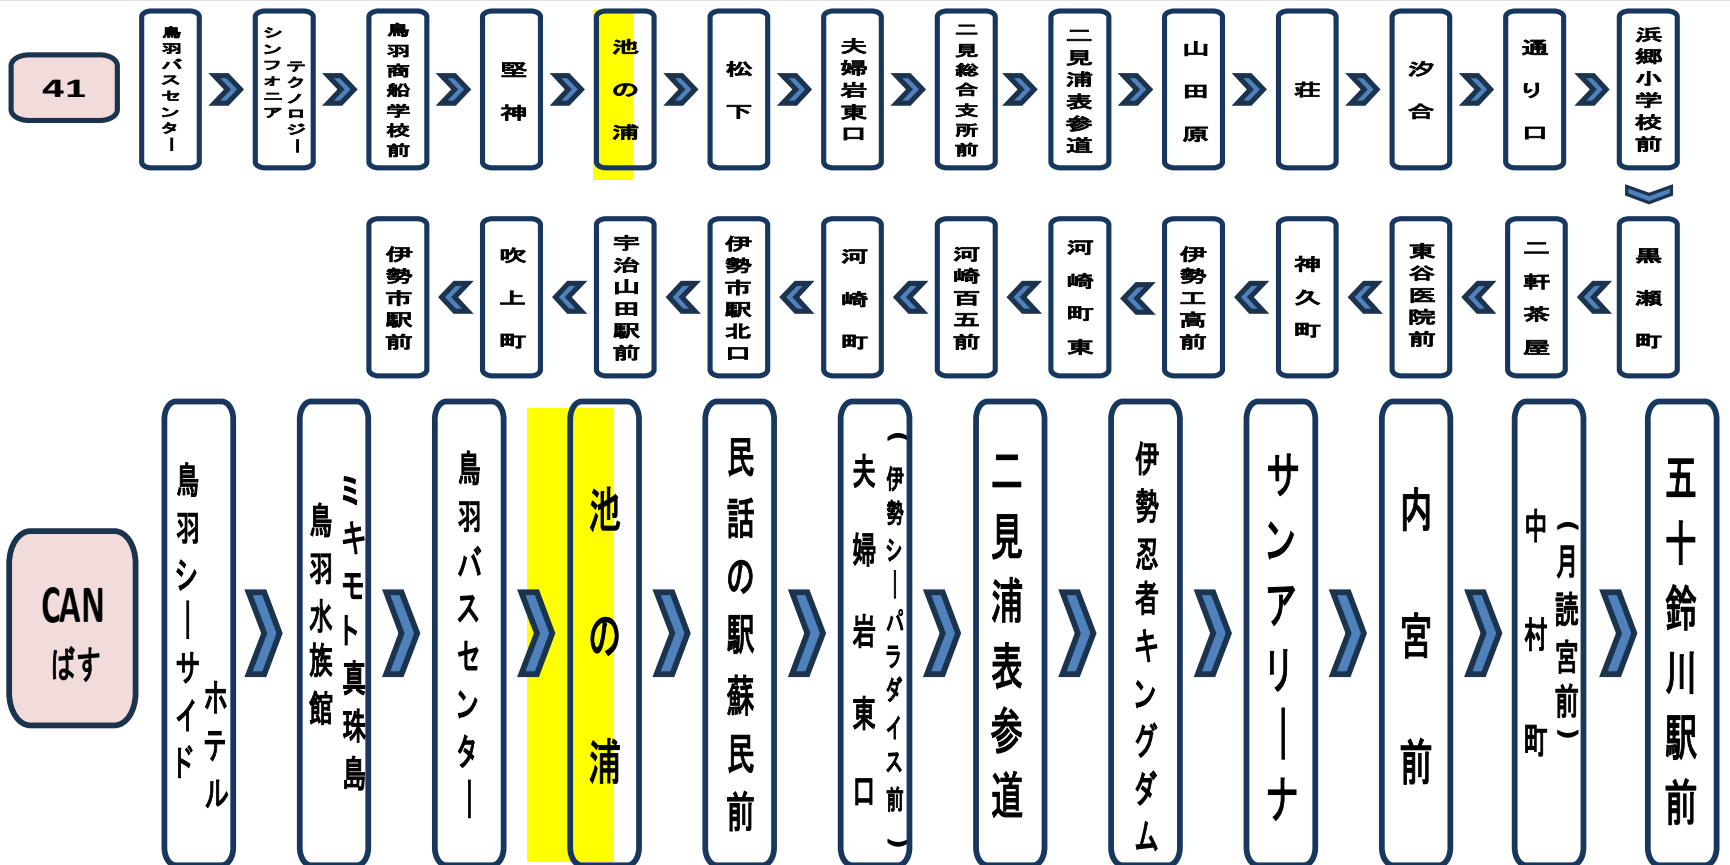 41
鳥羽バスセンター
シンフォニア
テクノロジー
鳥羽商船学校前
堅神
池の浦
松下
夫婦岩東口
二見総合支所前
二見浦表参道
山田原
荘
汐合
通り口
浜郷小学校前
黒瀬町
二軒茶屋
東谷医院前
神久町
伊勢工高前
河崎町東
河崎百五前
河崎町
伊勢市駅北口
宇治山田駅前
吹上町
伊勢市駅前
CAN
ばす
鳥羽シーサイド
ホテル
ミキモト真珠島
鳥羽水族館
鳥羽バスセンター
池の浦
民話の駅蘇民前
夫婦岩東口
(伊勢シーパラダイス前)
二見浦表参道
伊勢忍者キングダム
サンアリーナ
内宮前
中村町
(月読宮前)
五十鈴川駅前